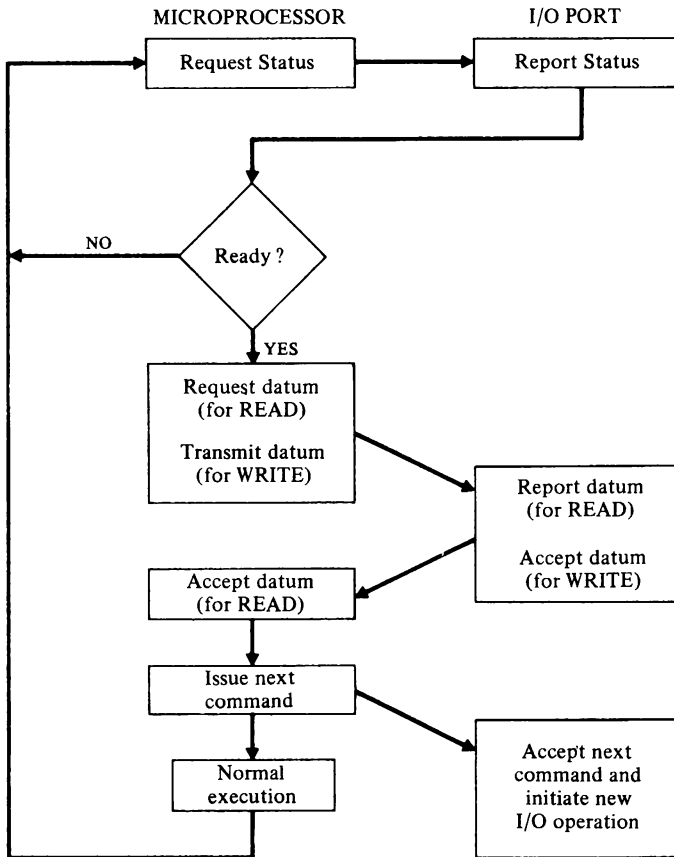 MICROPROCESSOR
I/O PORT
Request Status
Report Status
Ready?
NO
YES
Request datum
(for READ)
Transmit datum
(for WRITE)
Report datum
(for READ)
Accept datum
(for WRITE)
Accept datum
(for READ)
Issue next
command
Normal
execution
Accept next
command and
initiate new
I/O operation